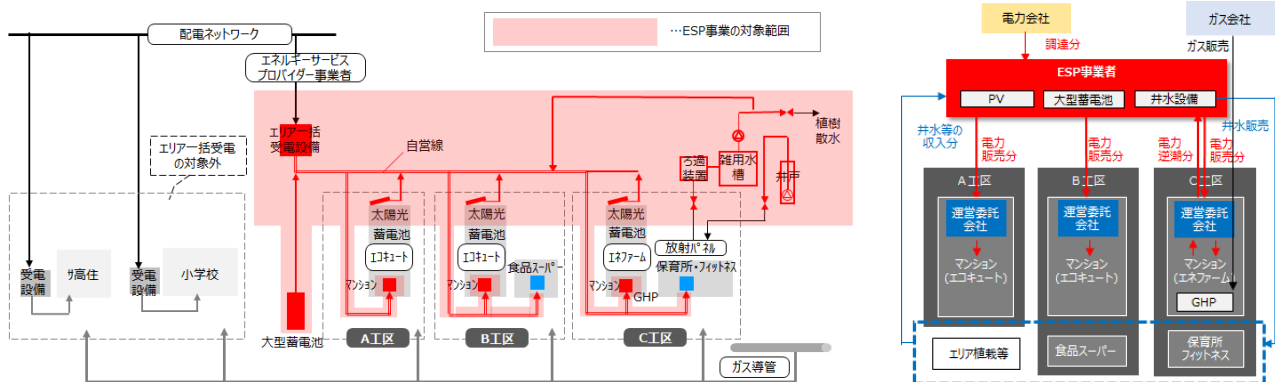 配電ネットワーク
…ESP事業の対象範囲
エネルギーサービス
プロバイダー事業者
エリア一括
受電設備
自営線
エリア一括受電
の対象外
植樹
散水
ろ過
装置
雑用水
槽
井戸
太陽光
蓄電池
エコキュート
マンション
太陽光
蓄電池
エコキュート
マンション
食品スーパー
太陽光
蓄電池
エネファーム
マンション
GHP
放射パネル
保育所・フィットネス
受電
設備
サ高住
受電
設備
小学校
大型蓄電池
A工区
B工区
C工区
ガス導管
電力会社
ガス会社
調達分
ガス販売
ESP事業者
PV
大型蓄電池
井水設備
井水等の
収入分
電力
販売分
電力
販売分
電力
逆潮分
電力
販売分
井水販売
A工区
B工区
C工区
運営委託
会社
運営委託
会社
運営委託
会社
マンション
(エコキュート)
マンション
(エコキュート)
マンション
(エネファーム)
GHP
エリア植栽等
食品スーパー
保育所
フィットネス